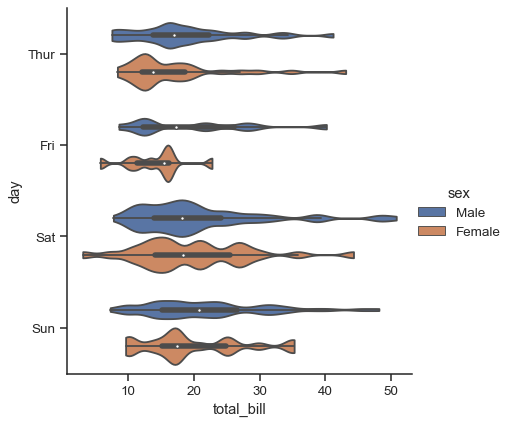 Thur
Fri
Sat
Sun
day
10 20 30 40 50
total_bill
sex
Male
Female